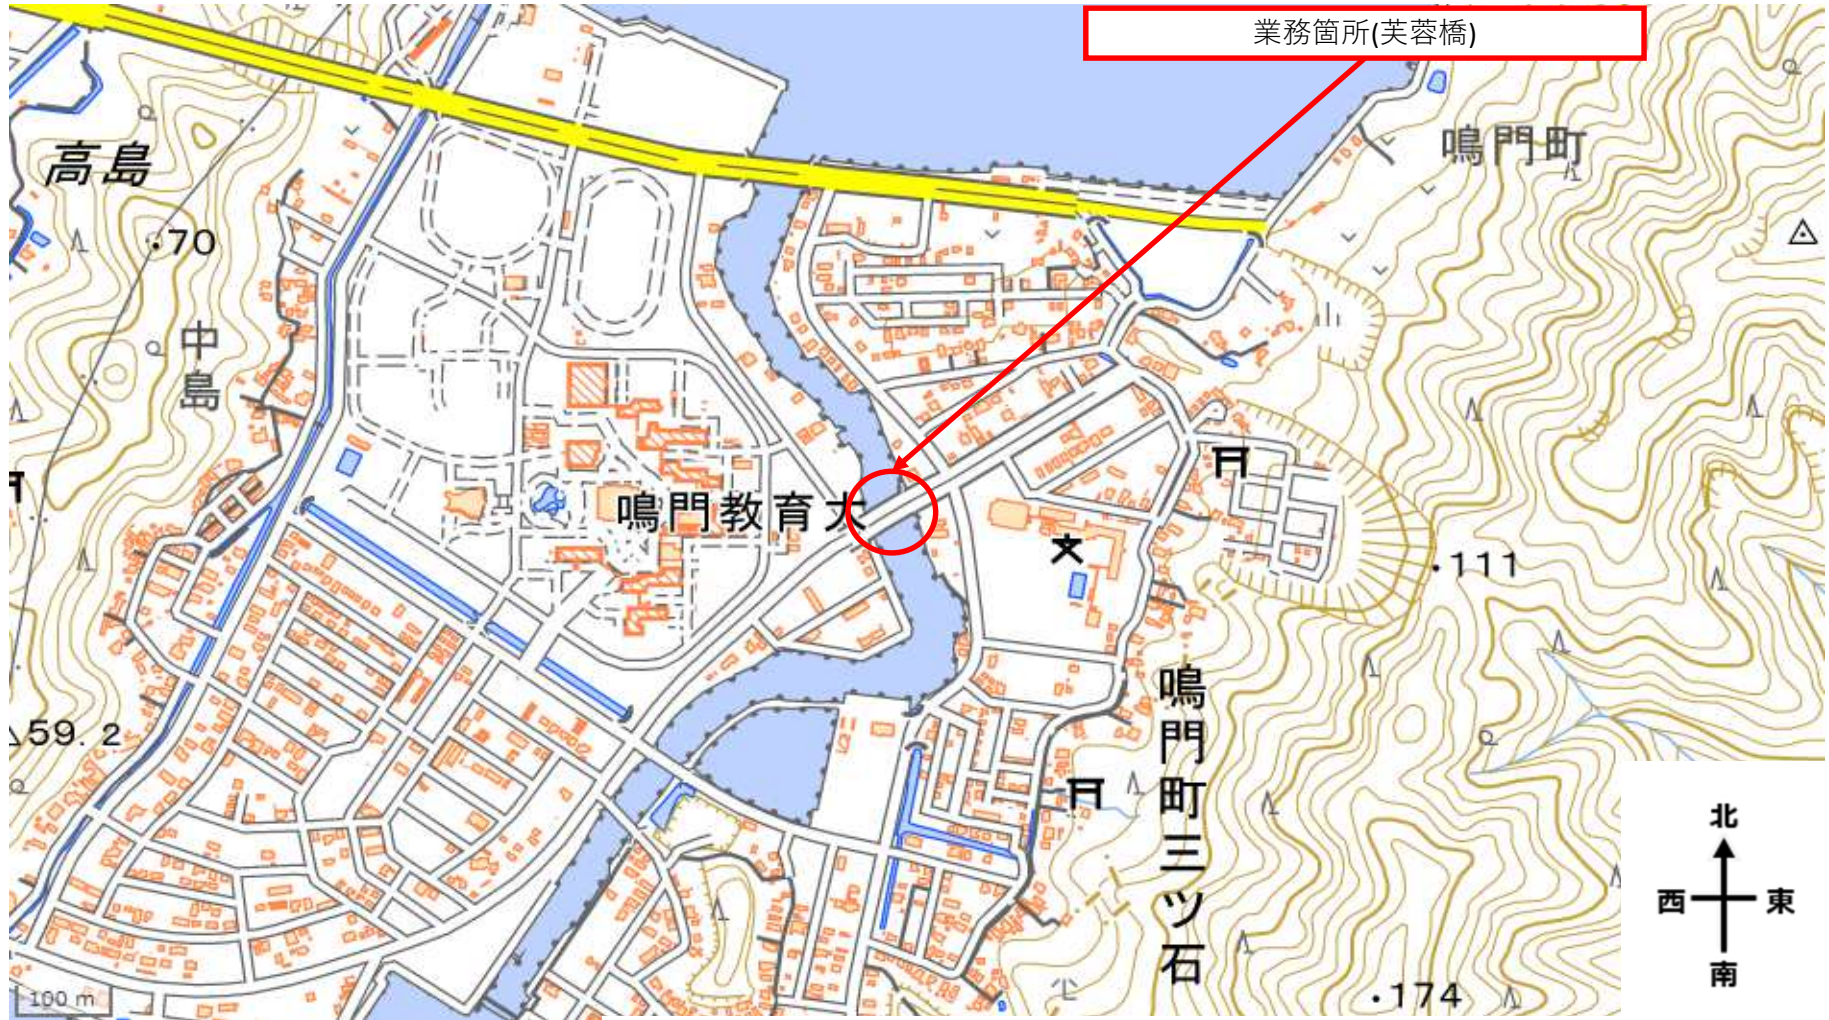 業務箇所(芙蓉橋)
鳴門町
高島
70
中島
鳴門教育大
111
鳴門町三ツ石
59.2
北
西
東
南
174
100 m